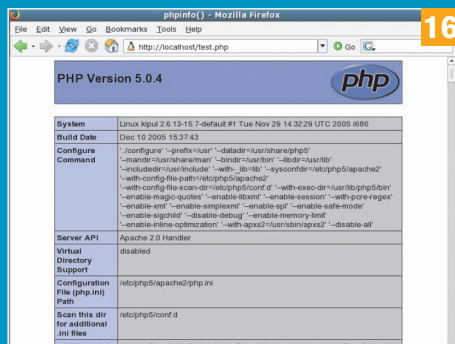 phpinfo() - Mozilla Firefox
16
File Edit View Go Bookmarks Tools Help
http://localhost/test.php
Go
PHP Version 5.0.4
php
System Linux kipul 2.6.13-15.7-default #1 Tue Nov 29 14:32:29 UTC 2005 i686
Build Date Dec 10 2005 15:37:43
Configure Command './configure' '--prefix=/usr' '--datadir=/usr/share/php5'
'--mandir=/usr/share/man' '--bindir=/usr/bin' '--libdir=/usr/lib'
'--includedir=/usr/include' '--with-_lib=lib' '--sysconfdir=/etc/php5/apache2'
'--with-config-file-path=/etc/php5/apache2'
'--with-config-file-scan-dir=/etc/php5/conf.d' '--with-exec-dir=/usr/lib/php5/bin'
'--enable-magic-quotes' '--enable-libxml' '--enable-session' '--with-pcre-regex'
'--enable-xml' '--enable-simplexml' '--enable-spl' '--enable-safe-mode'
'--enable-sigchild' '--disable-debug' '--enable-memory-limit'
'--enable-inline-optimization' '--with-apxs2=/usr/sbin/apxs2' '--disable-all'
Server API Apache 2.0 Handler
Virtual Directory Support disabled
Configuration File (php.ini) Path /etc/php5/apache2/php.ini
Scan this dir for additional .ini files /etc/php5/conf.d